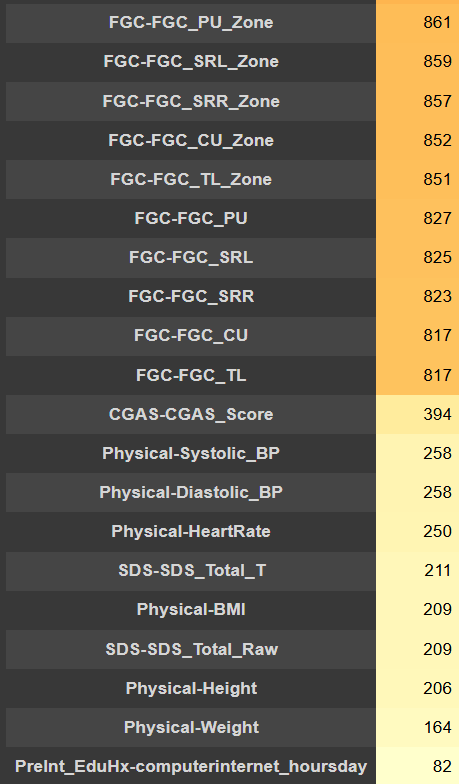 FGC-FGC_PU_Zone 861
FGC-FGC_SRL_Zone 859
FGC-FGC_SRR_Zone 857
FGC-FGC_CU_Zone 852
FGC-FGC_TL_Zone 851
FGC-FGC_PU 827
FGC-FGC_SRL 825
FGC-FGC_SRR 823
FGC-FGC_CU 817
FGC-FGC_TL 817
CGAS-CGAS_Score 394
Physical-Systolic_BP 258
Physical-Diastolic_BP 258
Physical-HeartRate 250
SDS-SDS_Total_T 211
Physical-BMI 209
SDS-SDS_Total_Raw 209
Physical-Height 206
Physical-Weight 164
PreInt_EduHx-computerinternet_hoursday 82